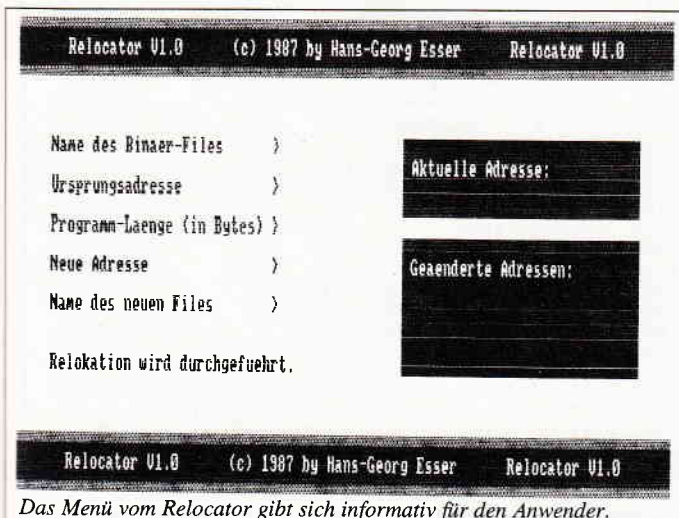 Relocator V1.0 (c) 1987 by Hans-Georg Esser Relocator V1.0
Name des Binaer-Files >
Ursprungsadresse >
Programm-Laenge (in Bytes) >
Neue Adresse >
Name des neuen Files >
Relokation wird durchgefuehrt.
Aktuelle Adresse:
Geaenderte Adressen:
Relocator V1.0 (c) 1987 by Hans-Georg Esser Relocator V1.0
Das Menü vom Relocator gibt sich informativ für den Anwender.